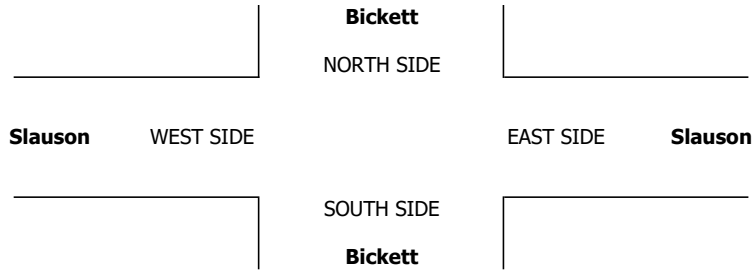 Bickett
NORTH SIDE
Slauson WEST SIDE EAST SIDE Slauson
SOUTH SIDE
Bickett